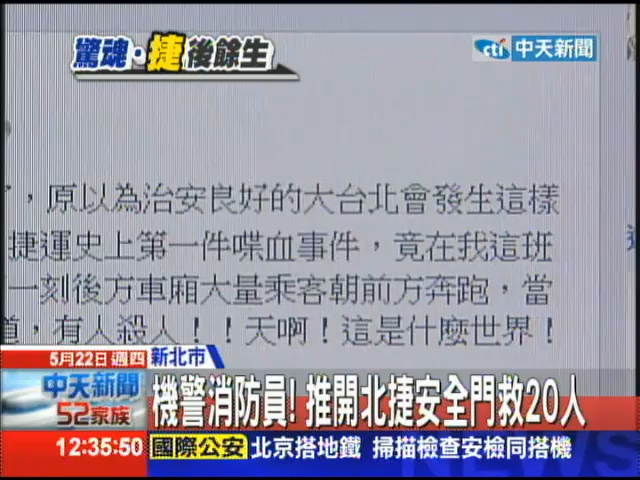 驚魂·捷後餘生
cti 中天新聞
，原以為治安良好的大台北會發生這樣
捷運史上第一件喋血事件，竟在我這班
一刻後方車廂大量乘客朝前方奔跑，當
道，有人殺人！！天啊！這是什麼世界！
5月22日週四 新北市
中天新聞
52家族
機警消防員! 推開北捷安全門救20人
12:35:50 國際公安 北京搭地鐵 掃描檢查安檢同搭機
NEWS